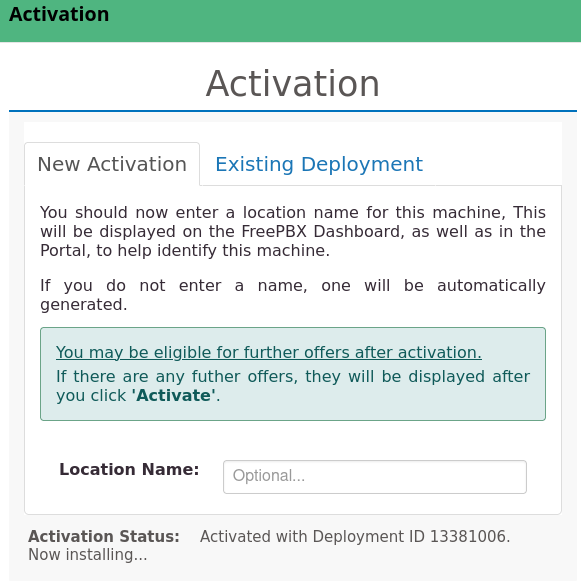 Activation
Activation
New Activation
Existing Deployment
You should now enter a location name for this machine, This
will be displayed on the FreePBX Dashboard, as well as in the
Portal, to help identify this machine.
If you do not enter a name, one will be automatically
generated.
You may be eligible for further offers after activation.
If there are any futher offers, they will be displayed after
you click 'Activate'.
Location Name:
Optional...
Activation Status: Activated with Deployment ID 13381006.
Now installing...